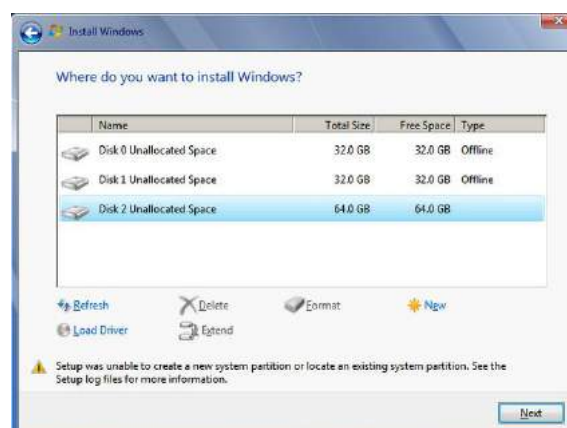 Install Windows
Where do you want to install Windows?
Name Total Size Free Space Type
Disk 0 Unallocated Space 32.0 GB 32.0 GB Offline
Disk 1 Unallocated Space 32.0 GB 32.0 GB Offline
Disk 2 Unallocated Space 64.0 GB 64.0 GB
Refresh Delete Format New
Load Driver Extend
Setup was unable to create a new system partition or locate an existing system partition. See the
Setup log files for more information.
Next